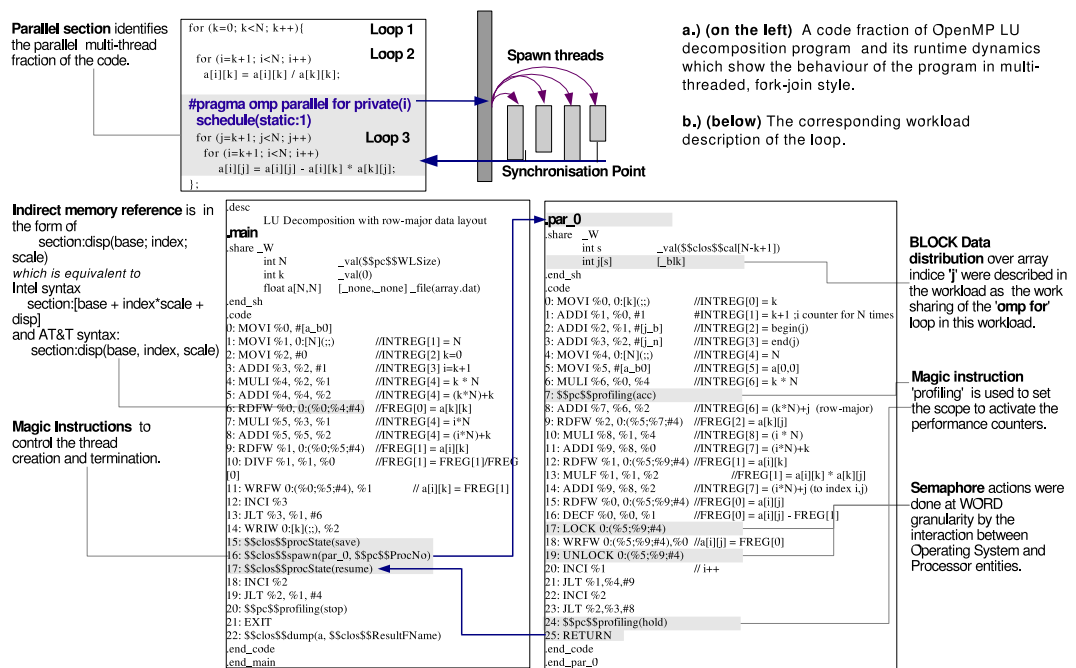 Parallel section identifies
the parallel multi-thread
fraction of the code.
for (k=0; k<N; k++){ Loop 1
Loop 2
for (i=k+1; i<N; i++)
a[i][k] = a[i][k] / a[k][k];
#pragma omp parallel for private(i)
schedule(static:1)
for (j=k+1; j<N; j++) Loop 3
for (i=k+1; i<N; i++)
a[i][j] = a[i][j] - a[i][k] * a[k][j];
};
Spawn threads
Synchronisation Point
a.) (on the left) A code fraction of OpenMP LU
decomposition program and its runtime dynamics
which show the behaviour of the program in multi-
threaded, fork-join style.
b.) (below) The corresponding workload
description of the loop.
Indirect memory reference is in
the form of
section:disp(base; index;
scale)
which is equivalent to
Intel syntax
section:[base + index*scale +
disp]
and AT&T syntax:
section:disp(base, index, scale)
Magic Instructions to
control the thread
creation and termination.
.desc
LU Decomposition with row-major data layout
.main
.share _W
int N _val($$pc$$WLSize)
int k _val(0)
float a[N,N] [_none,_none] _file(array.dat)
.end_sh
.code
0: MOVI %0, #[a_b0]
1: MOVI %1, 0:[N](;;) //INTREG[1] = N
2: MOVI %2, #0 //INTREG[2] k=0
3: ADDI %3, %2, #1 //INTREG[3] i=k+1
4: MULI %4, %2, %1 //INTREG[4] = k * N
5: ADDI %4, %4, %2 //INTREG[4] = (k*N)+k
6: RDFW %0, 0:(%0;%4;#4) //FREG[0] = a[k][k]
7: MULI %5, %3, %1 //INTREG[4] = i*N
8: ADDI %5, %5, %2 //INTREG[4] = (i*N)+k
9: RDFW %1, 0:(%0;%5;#4) //FREG[1] = a[i][k]
10: DIVF %1, %1, %0 //FREG[1] = FREG[1]/FREG
[0]
11: WRFW 0:(%0;%5;#4), %1 // a[i][k] = FREG[1]
12: INCI %3
13: JLT %3, %1, #6
14: WRIW 0:[k](;;), %2
15: $$clos$$procState(save)
16: $$clos$$spawn(par_0, $$pc$$ProcNo)
17: $$clos$$procState(resume)
18: INCI %2
19: JLT %2, %1, #4
20: $$pc$$profiling(stop)
21: EXIT
22: $$clos$$dump(a, $$clos$$ResultFName)
.end_code
.end_main
.par_0
.share _W
int s _val($$clos$$cal[N-k+1])
int j[s] [_blk]
.end_sh
.code
0: MOVI %0, 0:[k](;;) //INTREG[0] = k
1: ADDI %1, %0, #1 #INTREG[1] = k+1 ;i counter for N times
2: ADDI %2, %1, #[j_b] //INTREG[2] = begin(j)
3: ADDI %3, %2, #[j_n] //INTREG[3] = end(j)
4: MOVI %4, 0:[N](;;) //INTREG[4] = N
5: MOVI %5, #[a_b0] //INTREG[5] = a[0,0]
6: MULI %6, %0, %4 //INTREG[6] = k * N
7: $$pc$$profiling(acc)
8: ADDI %7, %6, %2 //INTREG[6] = (k*N)+j (row-major)
9: RDFW %2, 0:(%5;%7;#4) //FREG[2] = a[k][j]
10: MULI %8, %1, %4 //INTREG[8] = (i * N)
11: ADDI %9, %8, %0 //INTREG[7] = (i*N)+k
12: RDFW %1, 0:(%5;%9;#4) //FREG[1] = a[i][k]
13: MULF %1, %1, %2 //FREG[1] = a[i][k] * a[k][j]
14: ADDI %9, %8, %2 //INTREG[7] = (i*N)+j (to index i,j)
15: RDFW %0, 0:(%5;%9;#4) //FREG[0] = a[i][j]
16: DECF %0, %0, %1 //FREG[0] = a[i][j] - FREG[1]
17: LOCK 0:(%5;%9;#4)
18: WRFW 0:(%5;%9;#4),%0 //a[i][j] = FREG[0]
19: UNLOCK 0:(%5;%9;#4)
20: INCI %1 // i++
21: JLT %1,%4,#9
22: INCI %2
23: JLT %2,%3,#8
24: $$pc$$profiling(hold)
25: RETURN
.end_code
.end_par_0
BLOCK Data
distribution over array
indice 'j' were described in
the workload as the work
sharing of the 'omp for'
loop in this workload.
Magic instruction
'profiling' is used to set
the scope to activate the
performance counters.
Semaphore actions were
done at WORD
granularity by the
interaction between
Operating System and
Processor entities.